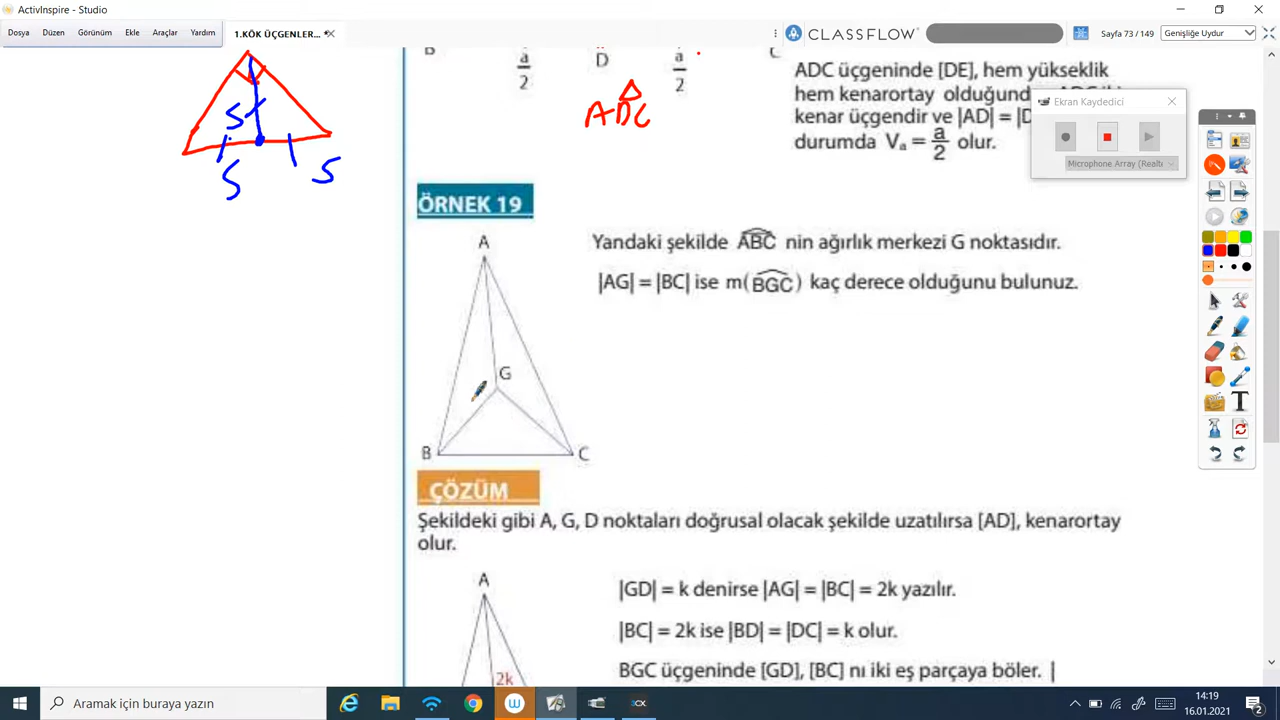 ActivInspire - Studio
Dosya Düzen Görünüm Ekle Araçlar Yardım
1.KÖK ÜÇGENLER...
CLASSFLOW
Sayfa 73 / 149
Genişliğe Uydur
B
a
2
D
a
2
C
ADC
5
5
5
ADC üçgeninde [DE], hem yükseklik
hem kenarortay
kenar üçgendir ve |AD| =
durumda Vₐ = a/2 olur.
Ekran Kaydedici
Microphone Array (Realt
ÖRNEK 19
A
G
B
C
Yandaki şekilde ABC nin ağırlık merkezi G noktasıdır.
|AG| = |BC| ise m(BGC) kaç derece olduğunu bulunuz.
ÇÖZÜM
Şekildeki gibi A, G, D noktaları doğrusal olacak şekilde uzatılırsa [AD], kenarortay
olur.
A
2k
|GD| = k denirse |AG| = |BC| = 2k yazılır.
|BC| = 2k ise |BD| = |DC| = k olur.
BGC üçgeninde [GD], [BC] nı iki eş parçaya böler. |
Aramak için buraya yazın
14:19
16.01.2021
2